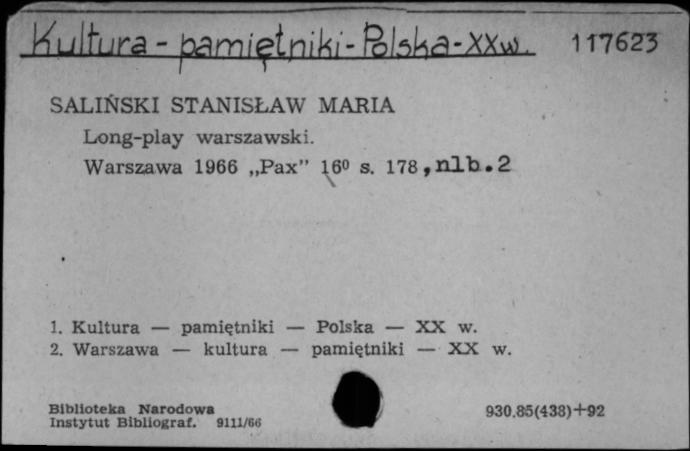 Kultura - pamiętniki - Polska - XX w. 117623
SALIŃSKI STANISŁAW MARIA
Long-play warszawski.
Warszawa 1966 „Pax” 16⁰ s. 178, nlb. 2
1. Kultura — pamiętniki — Polska — XX w.
2. Warszawa — kultura — pamiętniki — XX w.
Biblioteka Narodowa 930.85(438)+92
Instytut Bibliograf. 9111/66